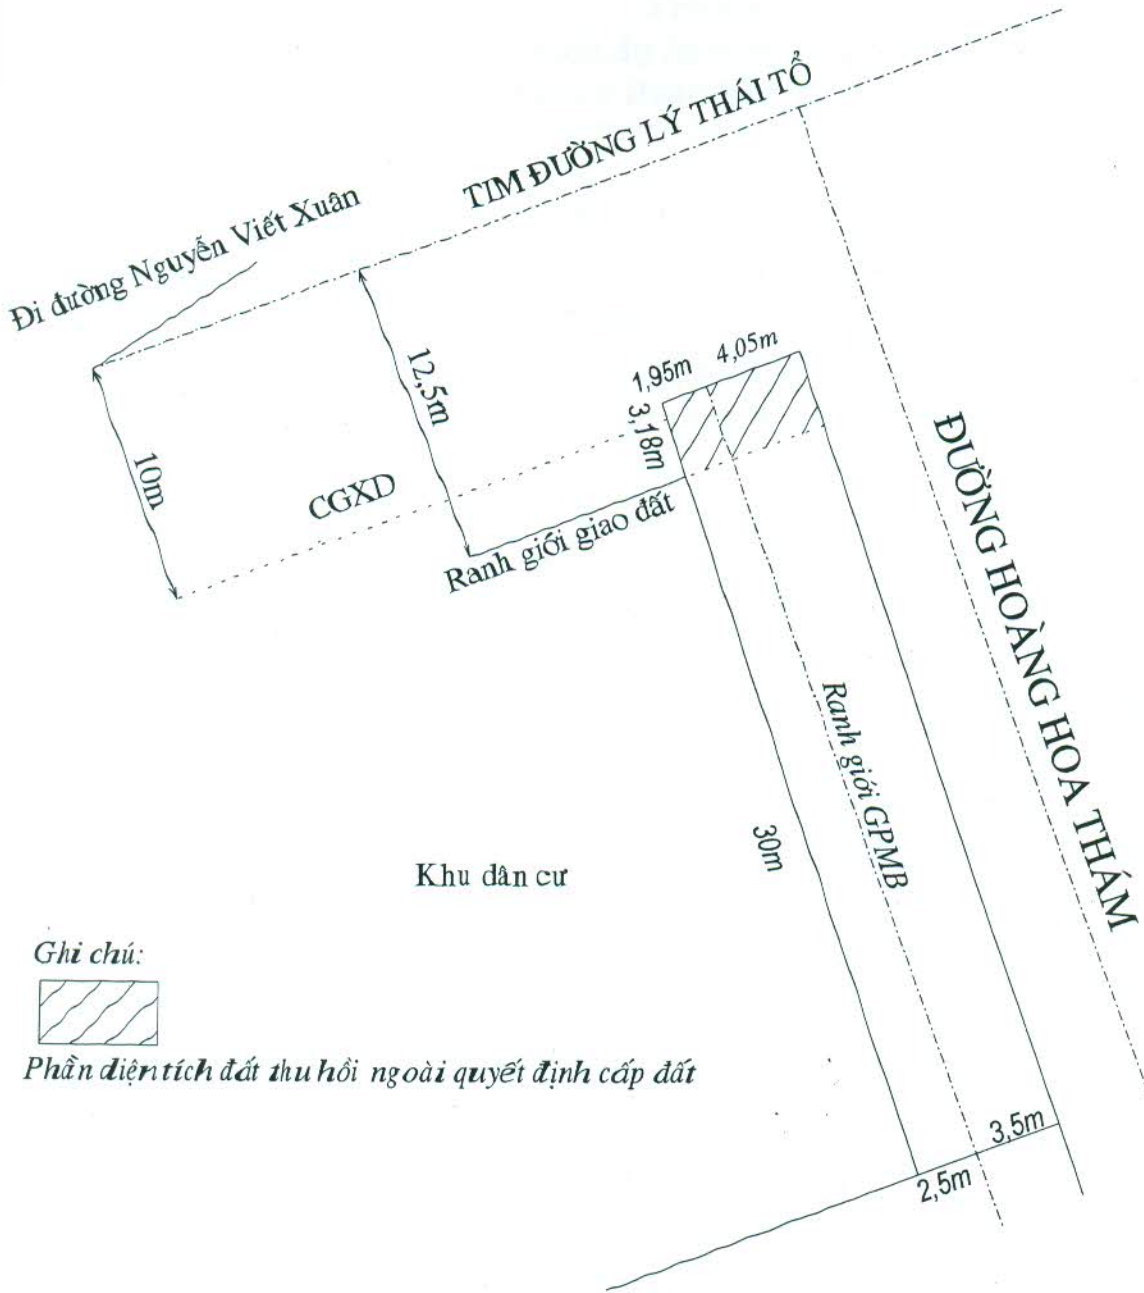 TIM ĐƯỜNG LÝ THÁI TỔ
Đi đường Nguyễn Viết Xuân
12,5m
10m
CGXD
1,95m
4,05m
3,18m
Ranh giới giao đất
ĐƯỜNG HOÀNG HOA THÁM
Ranh giới GPMB
30m
Khu dân cư
Ghi chú:
Phần diện tích đất thu hồi ngoài quyết định cấp đất
3,5m
2,5m